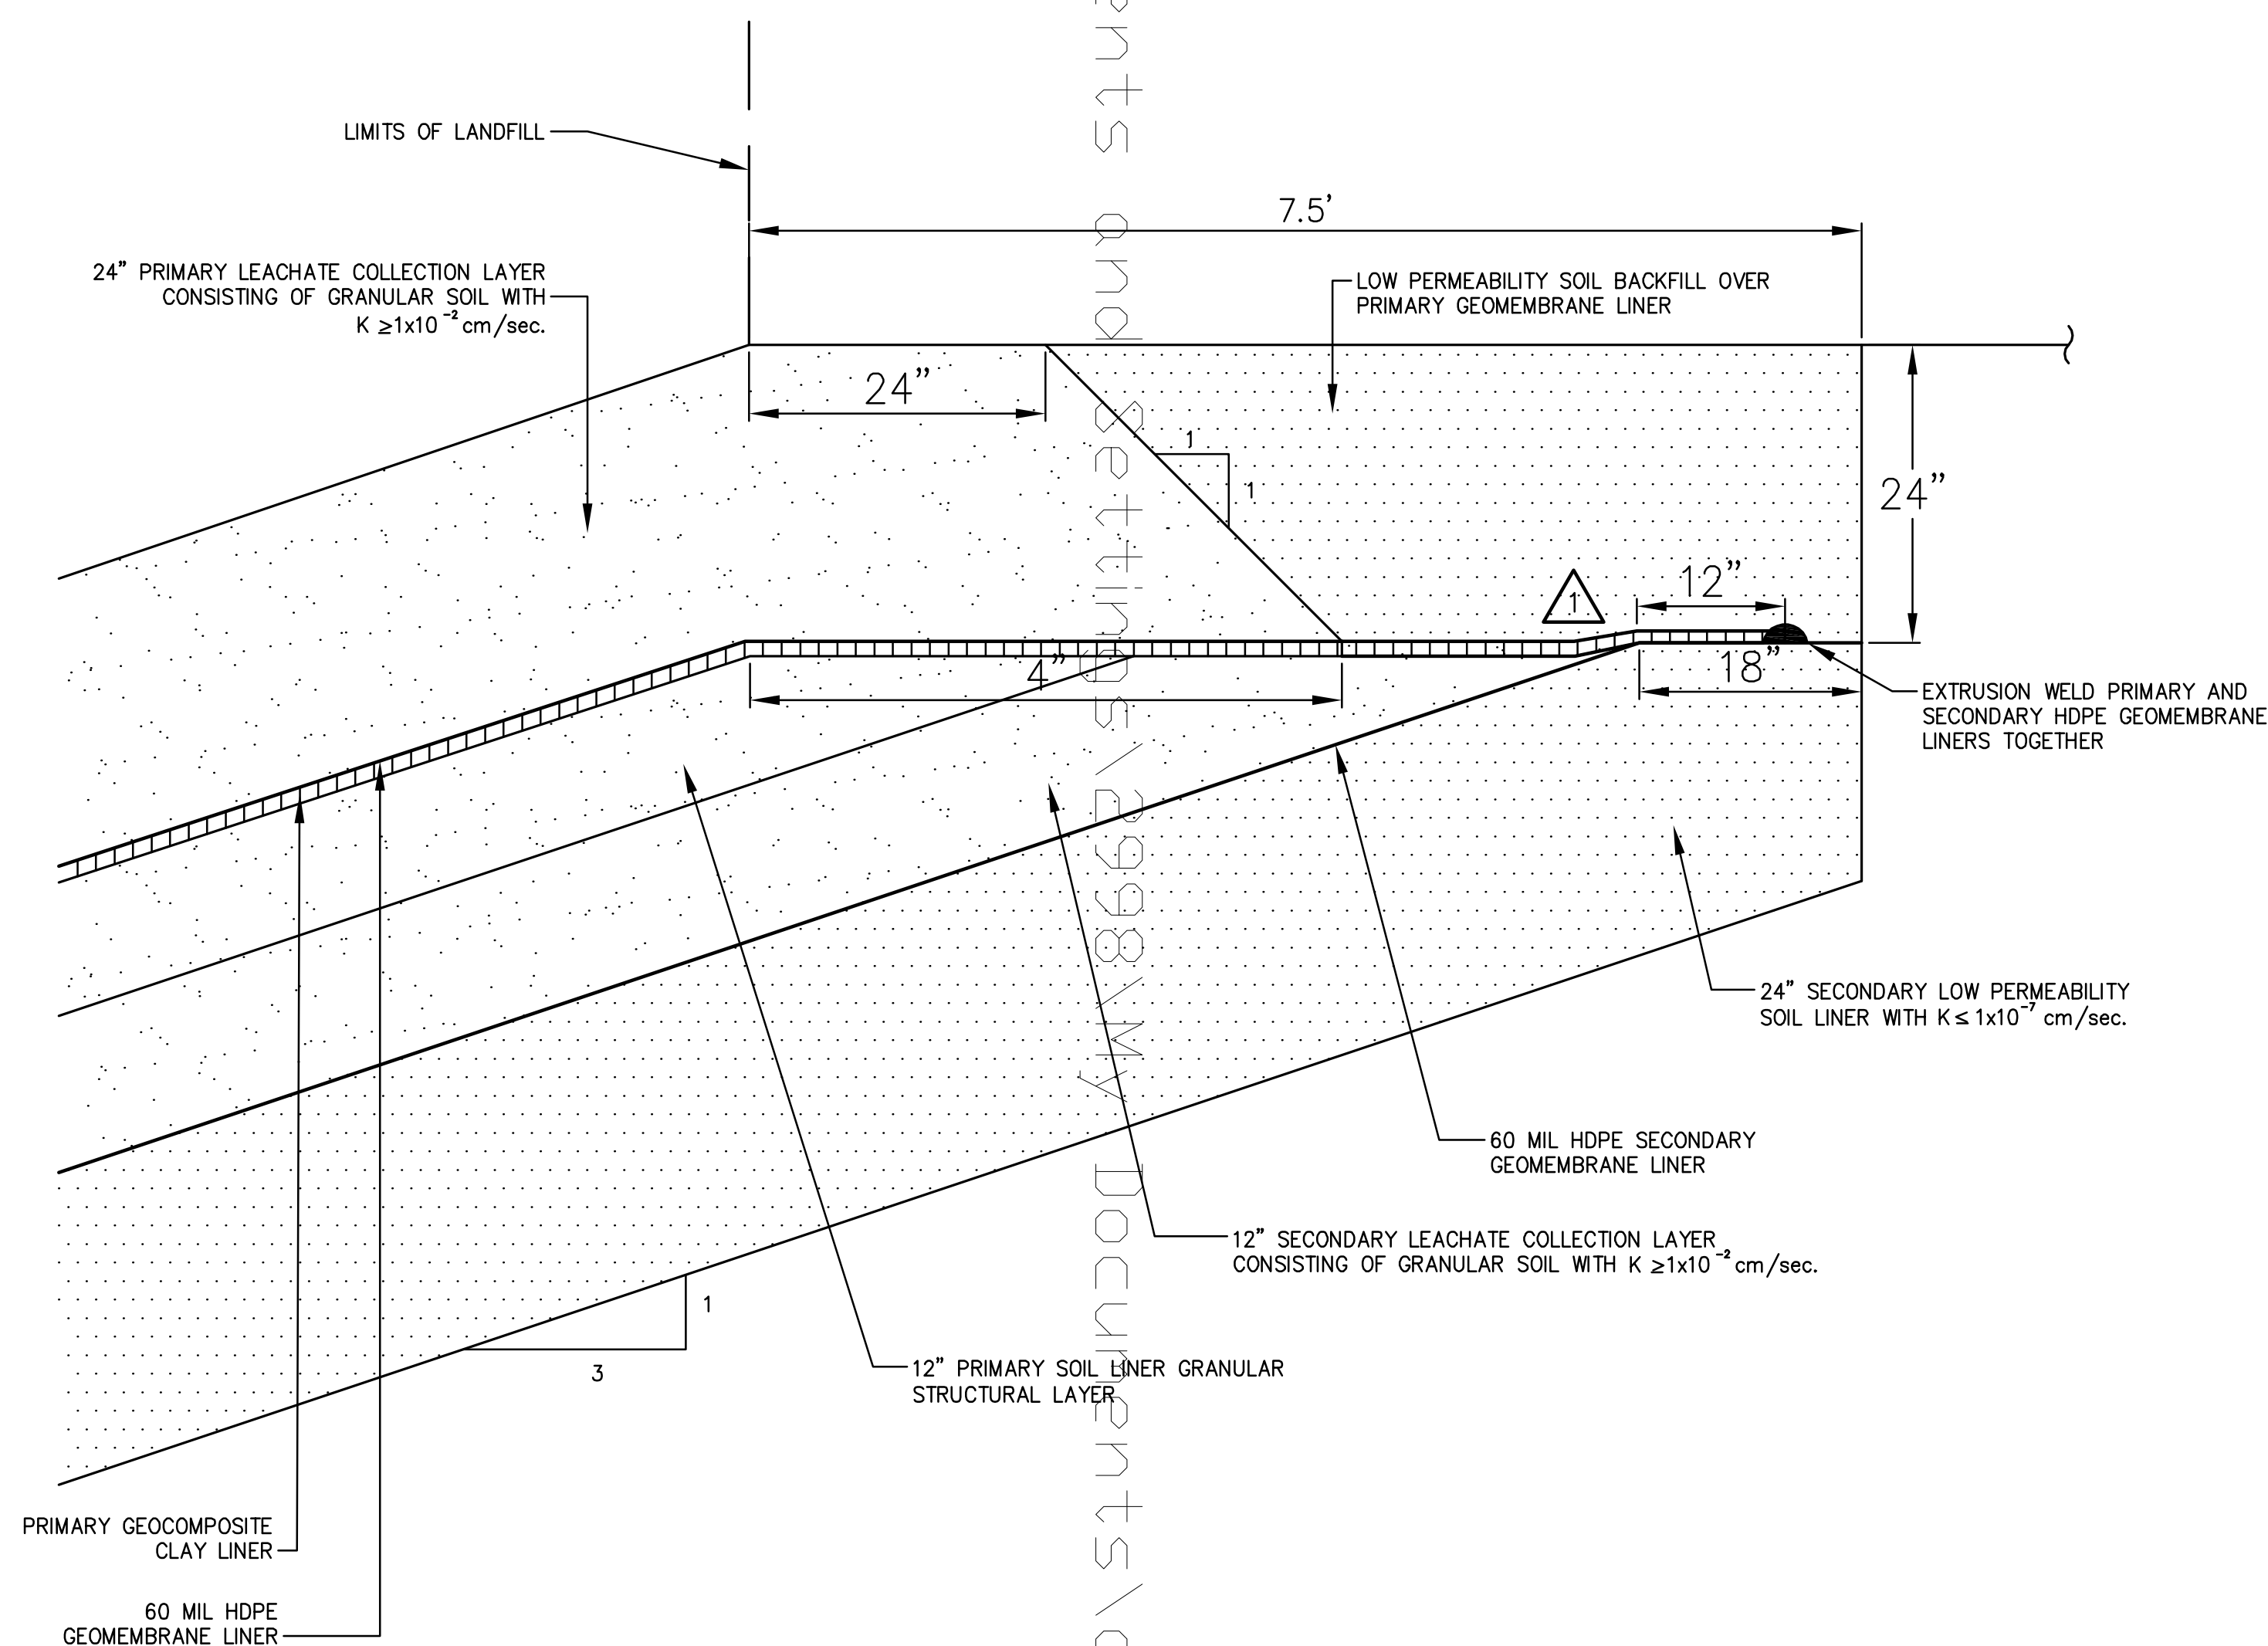 LIMITS OF LANDFILL
7.5'
24" PRIMARY LEACHATE COLLECTION LAYER
CONSISTING OF GRANULAR SOIL WITH
K ≥1x10⁻² cm/sec.
LOW PERMEABILITY SOIL BACKFILL OVER
PRIMARY GEOMEMBRANE LINER
24"
1
1
24"
12"
1
4"
18"
EXTRUSION WELD PRIMARY AND
SECONDARY HDPE GEOMEMBRANE
LINERS TOGETHER
24" SECONDARY LOW PERMEABILITY
SOIL LINER WITH K ≤ 1x10⁻⁷ cm/sec.
60 MIL HDPE SECONDARY
GEOMEMBRANE LINER
12" SECONDARY LEACHATE COLLECTION LAYER
CONSISTING OF GRANULAR SOIL WITH K ≥1x10⁻² cm/sec.
1
3
12" PRIMARY SOIL LINER GRANULAR
STRUCTURAL LAYER
PRIMARY GEOCOMPOSITE
CLAY LINER
60 MIL HDPE
GEOMEMBRANE LINER